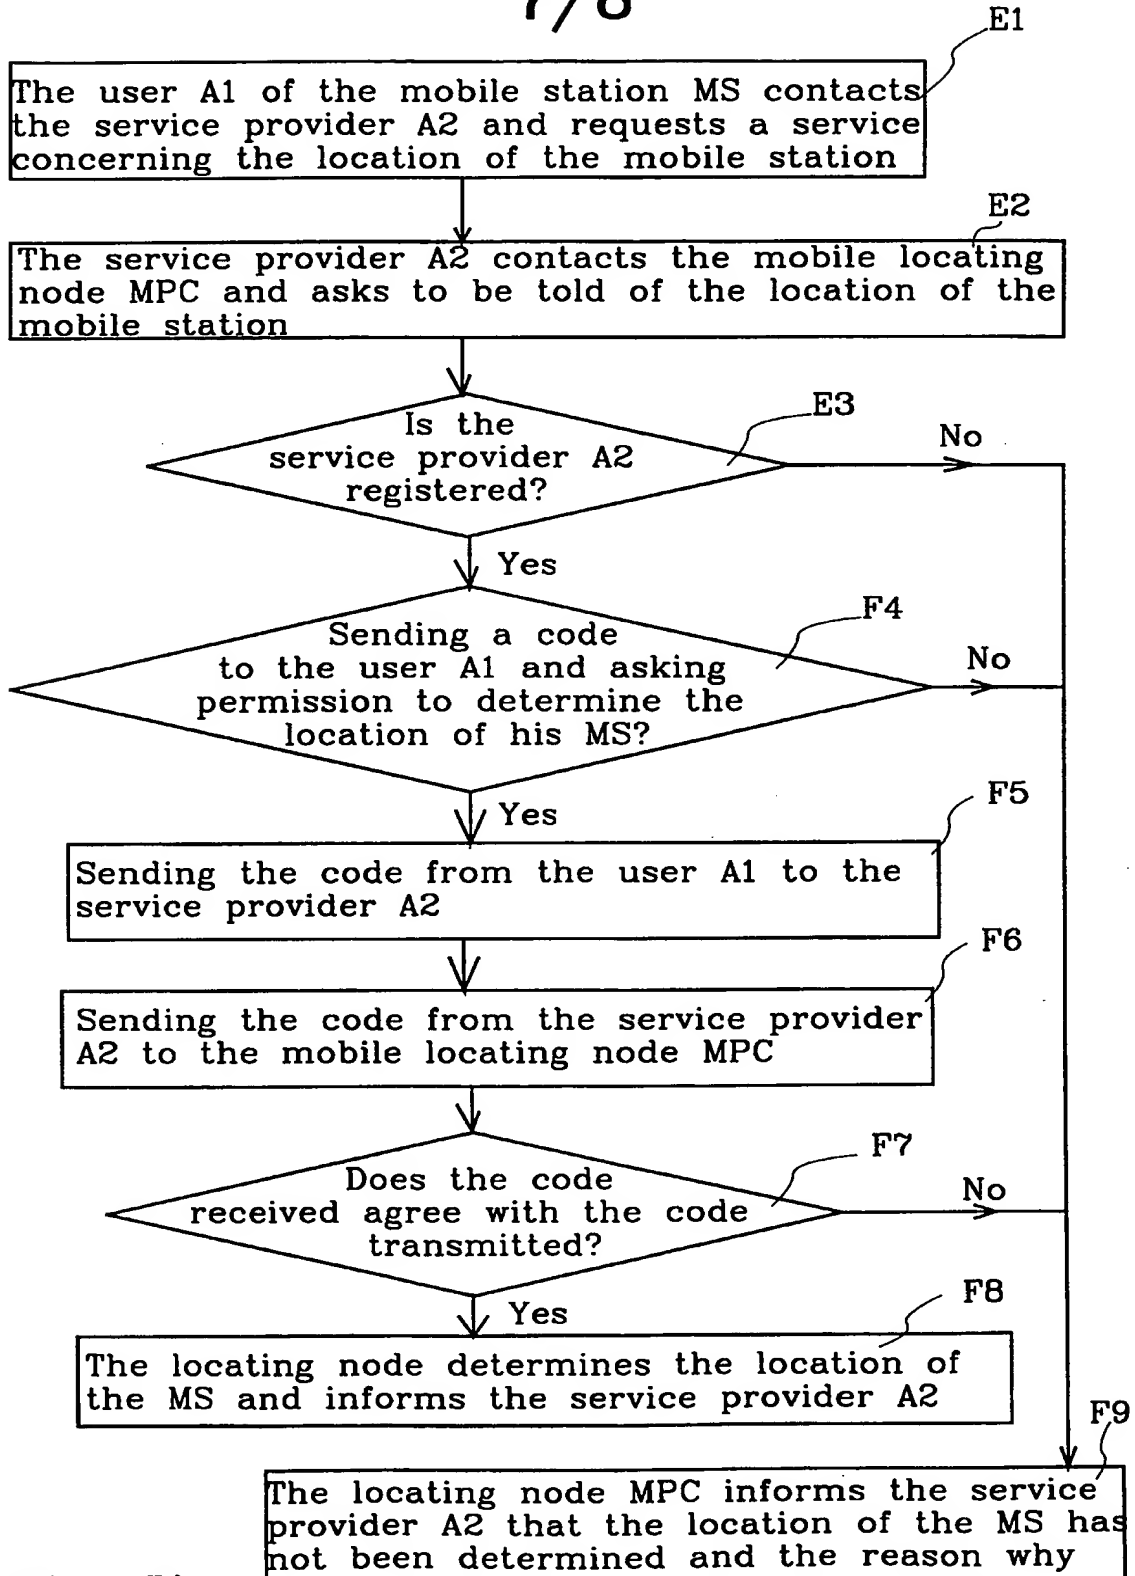 7/8
E1
The user A1 of the mobile station MS contacts
the service provider A2 and requests a service
concerning the location of the mobile station
E2
The service provider A2 contacts the mobile locating
node MPC and asks to be told of the location of the
mobile station
E3
Is the
service provider A2
registered?
No
Yes
F4
Sending a code
to the user A1 and asking
permission to determine the
location of his MS?
No
Yes
F5
Sending the code from the user A1 to the
service provider A2
F6
Sending the code from the service provider
A2 to the mobile locating node MPC
F7
Does the code
received agree with the code
transmitted?
No
Yes
F8
The locating node determines the location of
the MS and informs the service provider A2
F9
The locating node MPC informs the service
provider A2 that the location of the MS has
not been determined and the reason why